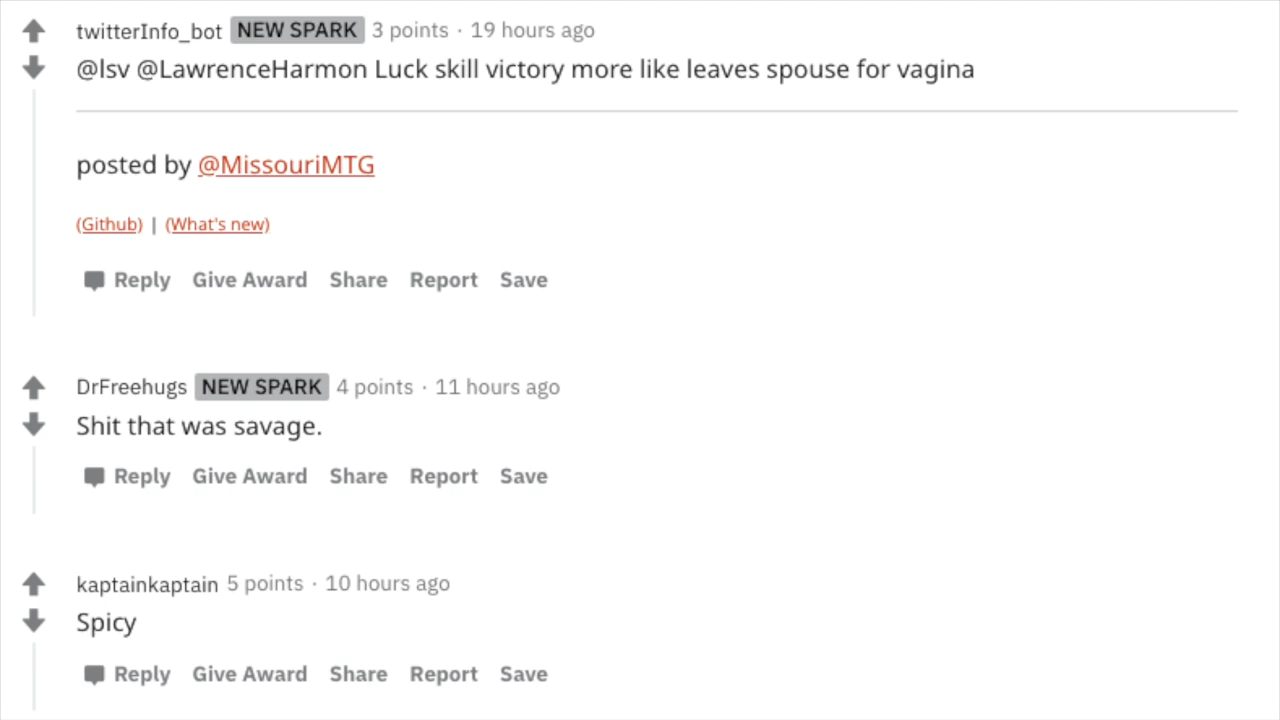 twitterInfo_bot NEW SPARK 3 points · 19 hours ago
@lsv @LawrenceHarmon Luck skill victory more like leaves spouse for vagina
posted by @MissouriMTG
(Github) | (What's new)
Reply Give Award Share Report Save
DrFreehugs NEW SPARK 4 points · 11 hours ago
Shit that was savage.
Reply Give Award Share Report Save
kaptainkaptain 5 points · 10 hours ago
Spicy
Reply Give Award Share Report Save